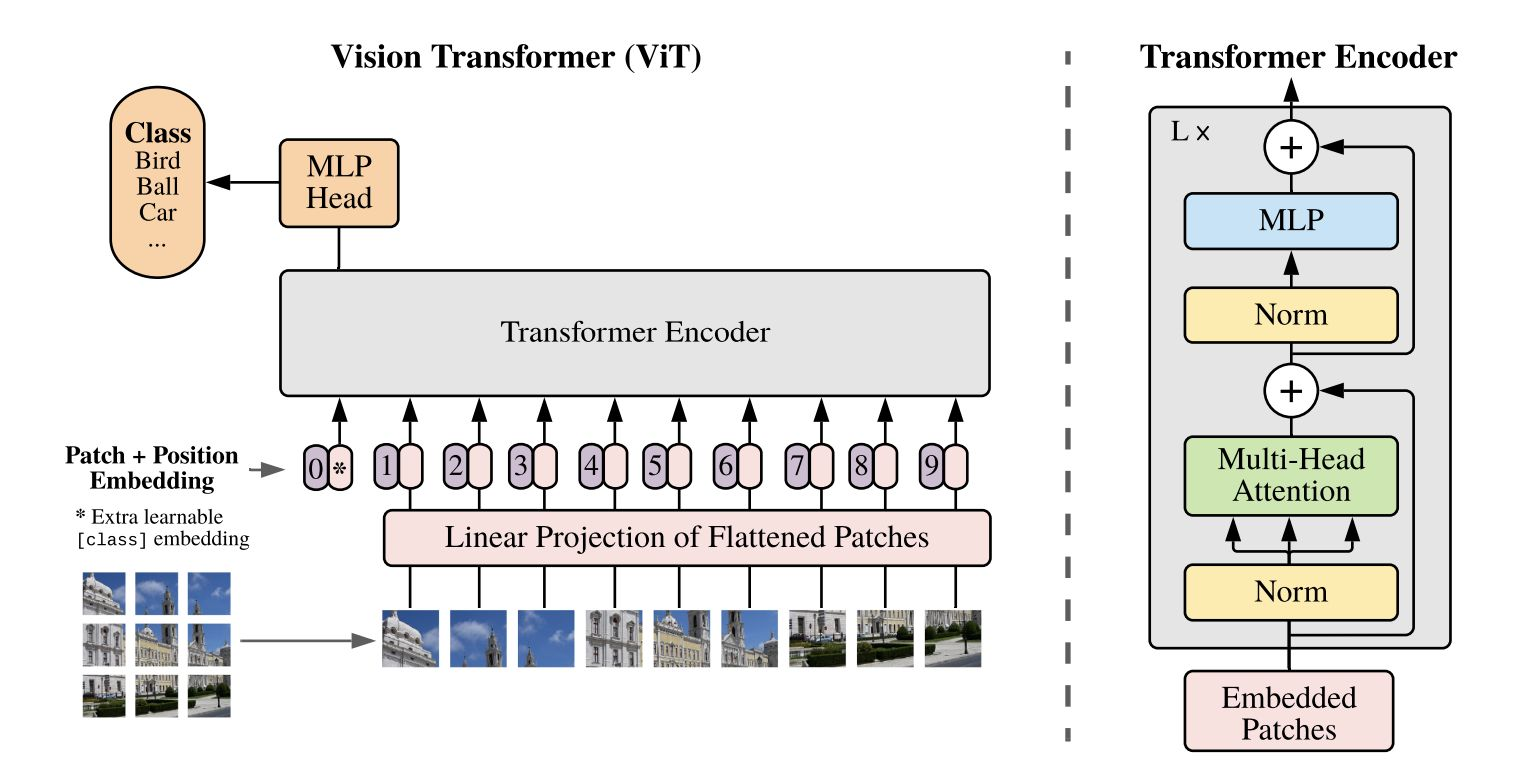 Vision Transformer (ViT)
Class
Bird
Ball
Car
...
MLP
Head
Transformer Encoder
Patch + Position
Embedding
* Extra learnable
[class] embedding
0 * 1 2 3 4 5 6 7 8 9
Linear Projection of Flattened Patches
Transformer Encoder
L x
+
MLP
Norm
+
Multi-Head
Attention
Norm
Embedded
Patches